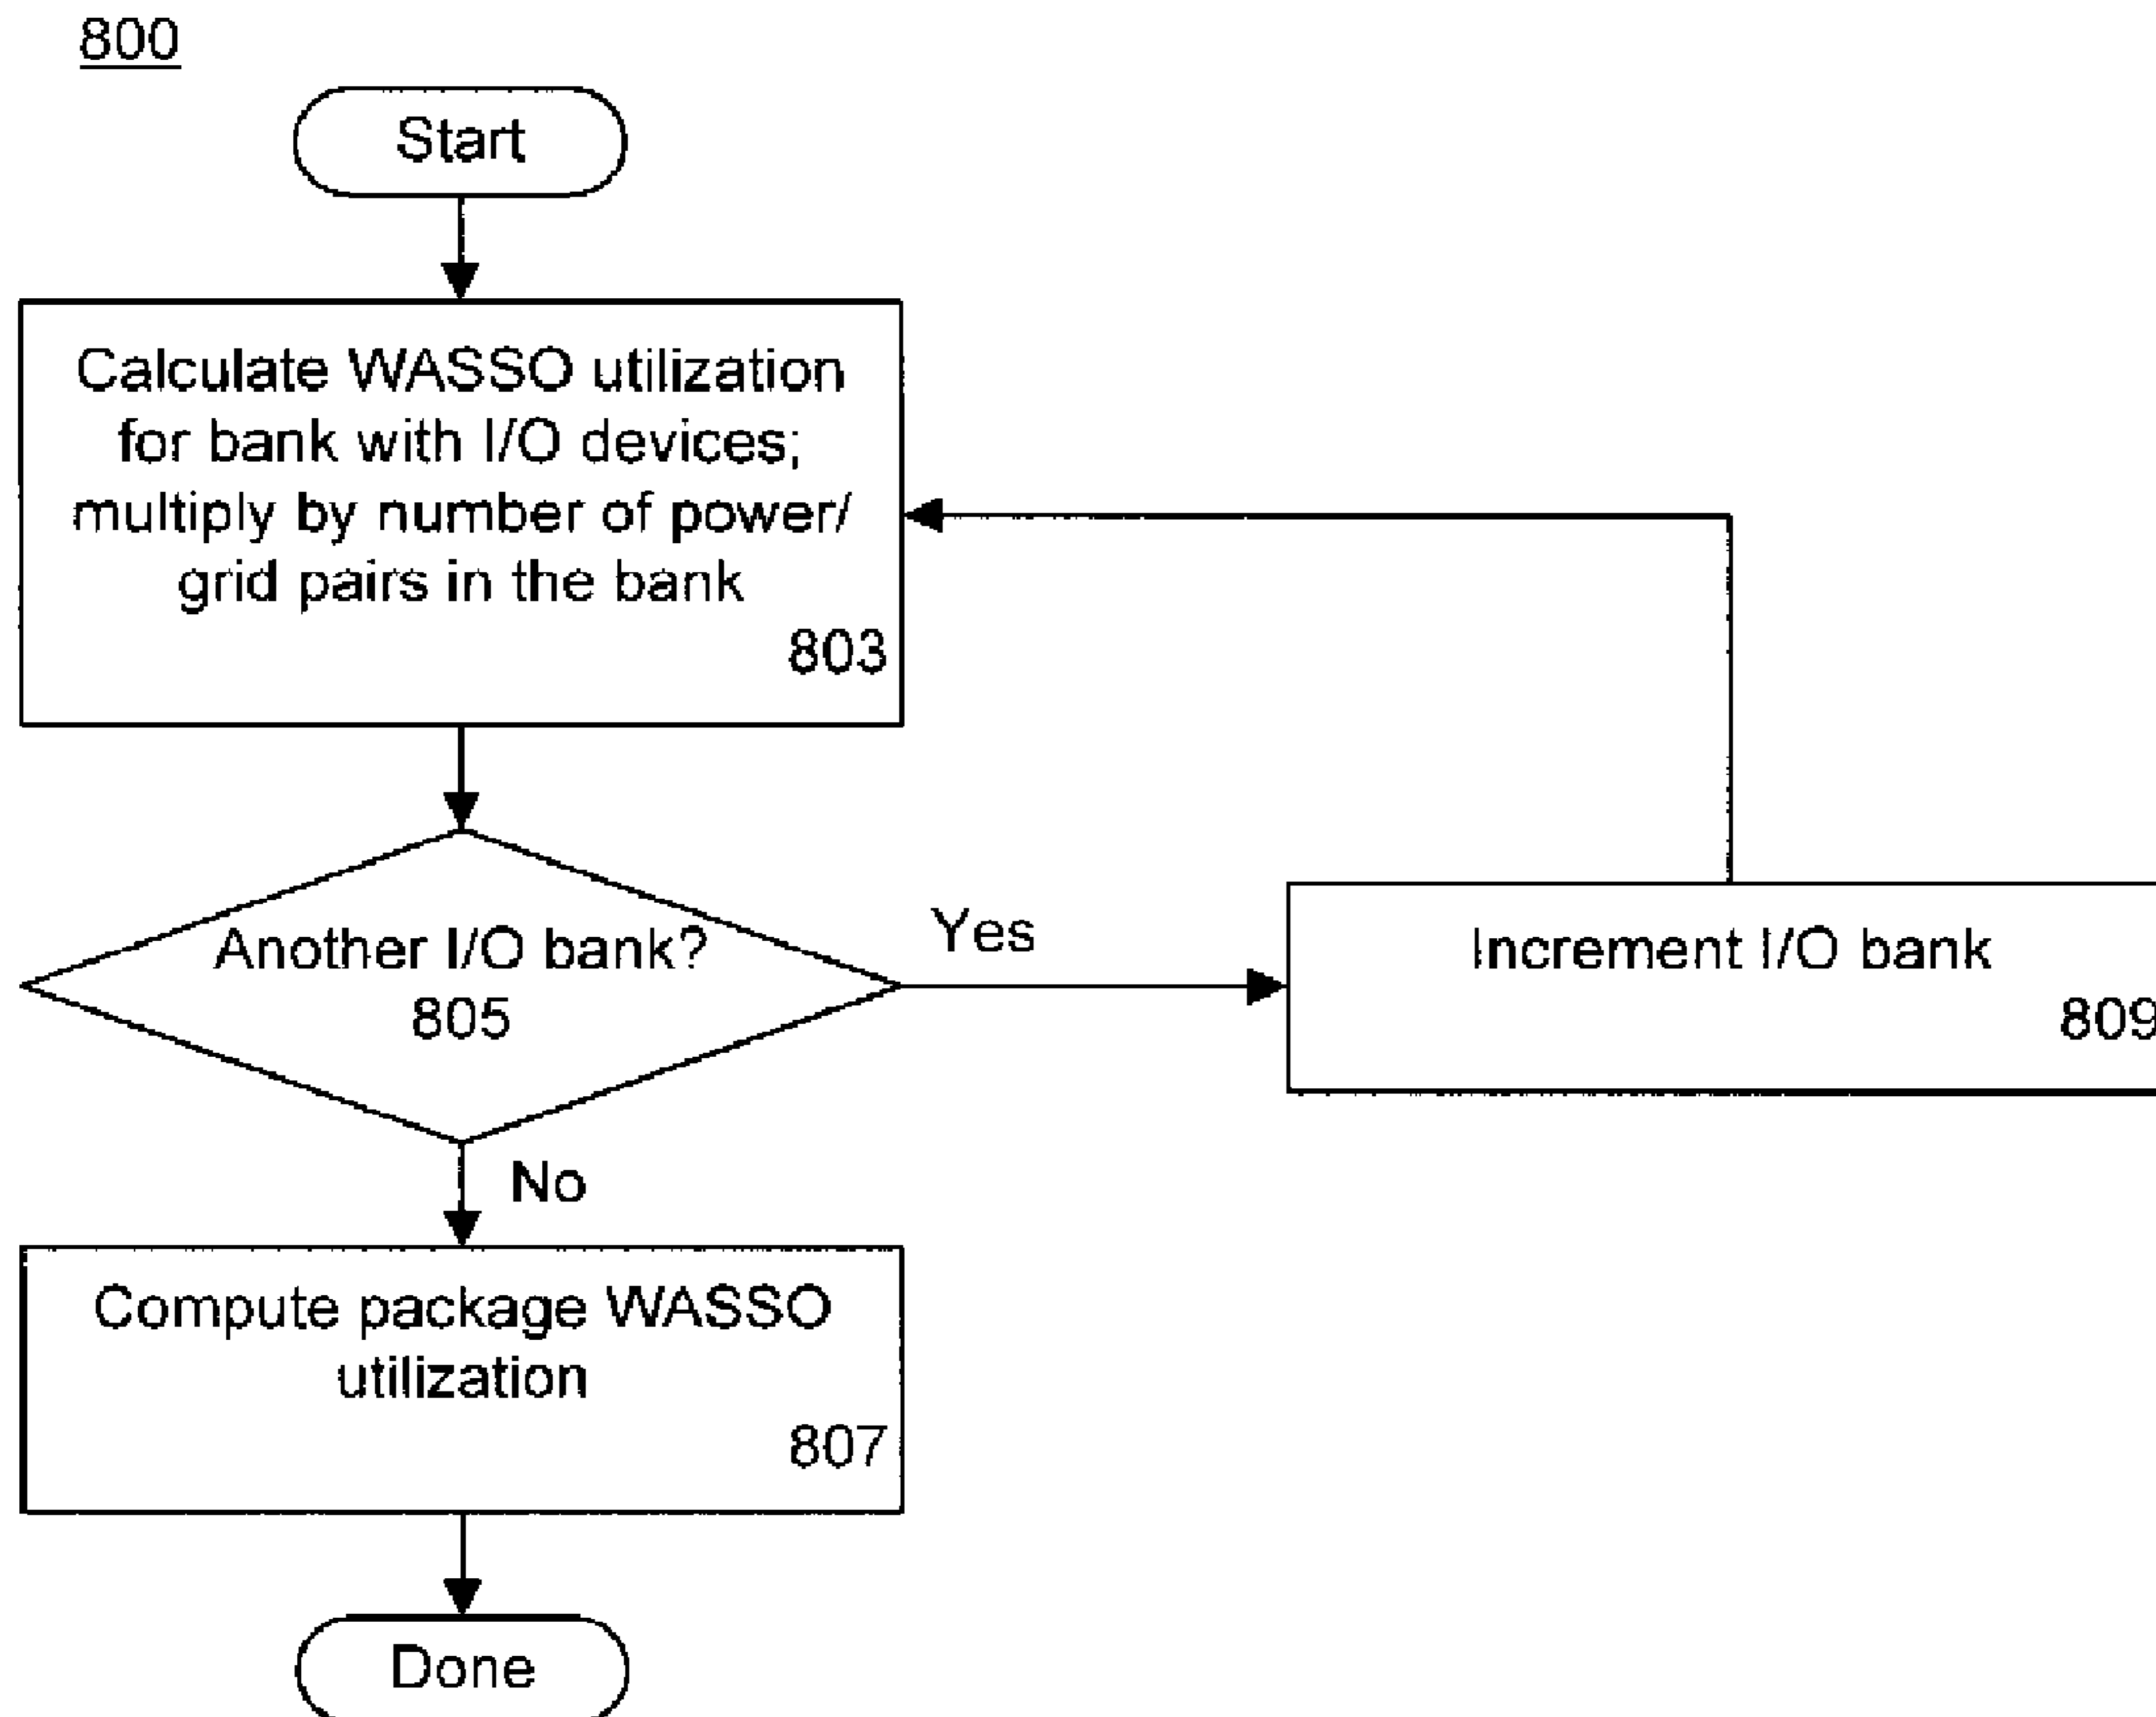 800
Start
Calculate WASSO utilization
for bank with I/O devices;
multiply by number of power/
grid pairs in the bank
803
Another I/O bank?
805
Yes
Increment I/O bank
809
No
Compute package WASSO
utilization
807
Done